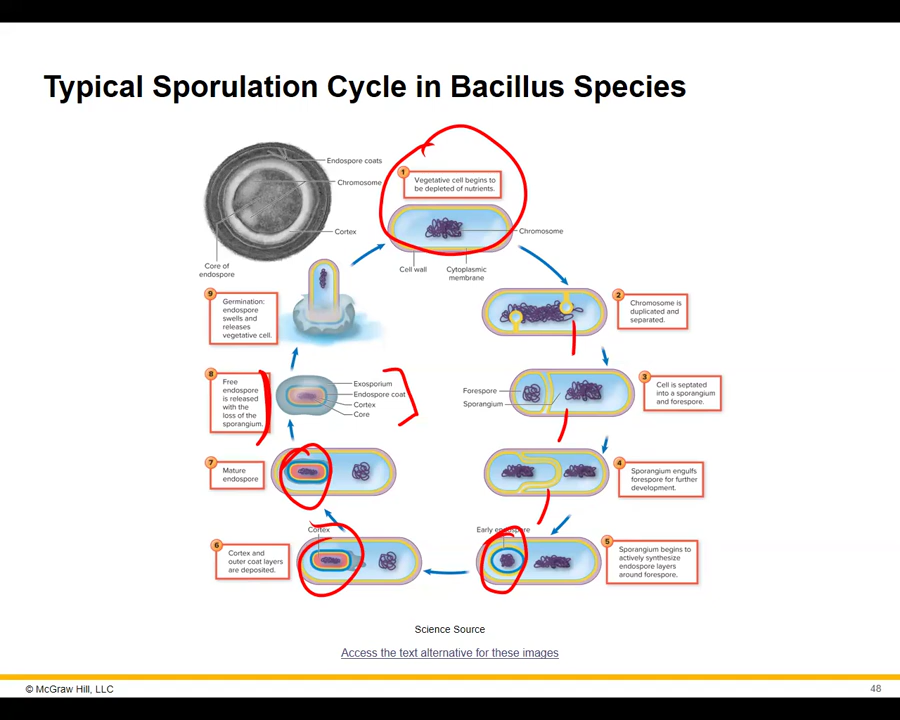 Typical Sporulation Cycle in Bacillus Species
Endospore coats
Chromosome
Cortex
Core of
endospore
1
Vegetative cell begins to
be depleted of nutrients.
Chromosome
Cell wall
Cytoplasmic
membrane
2
Chromosome is
duplicated and
separated.
3
Cell is septated
into a sporangium
and forespore.
Forespore
Sporangium
4
Sporangium engulfs
forespore for further
development.
5
Sporangium begins to
actively synthesize
endospore layers
around forespore.
Early endospore
6
Cortex and
outer coat layers
are deposited.
Cortex
7
Mature
endospore
8
Free
endospore
is released
with the
loss of the
sporangium.
Exosporium
Endospore coat
Cortex
Core
9
Germination:
endospore
swells and
releases
vegetative cell.
Science Source
Access the text alternative for these images
© McGraw Hill, LLC
48